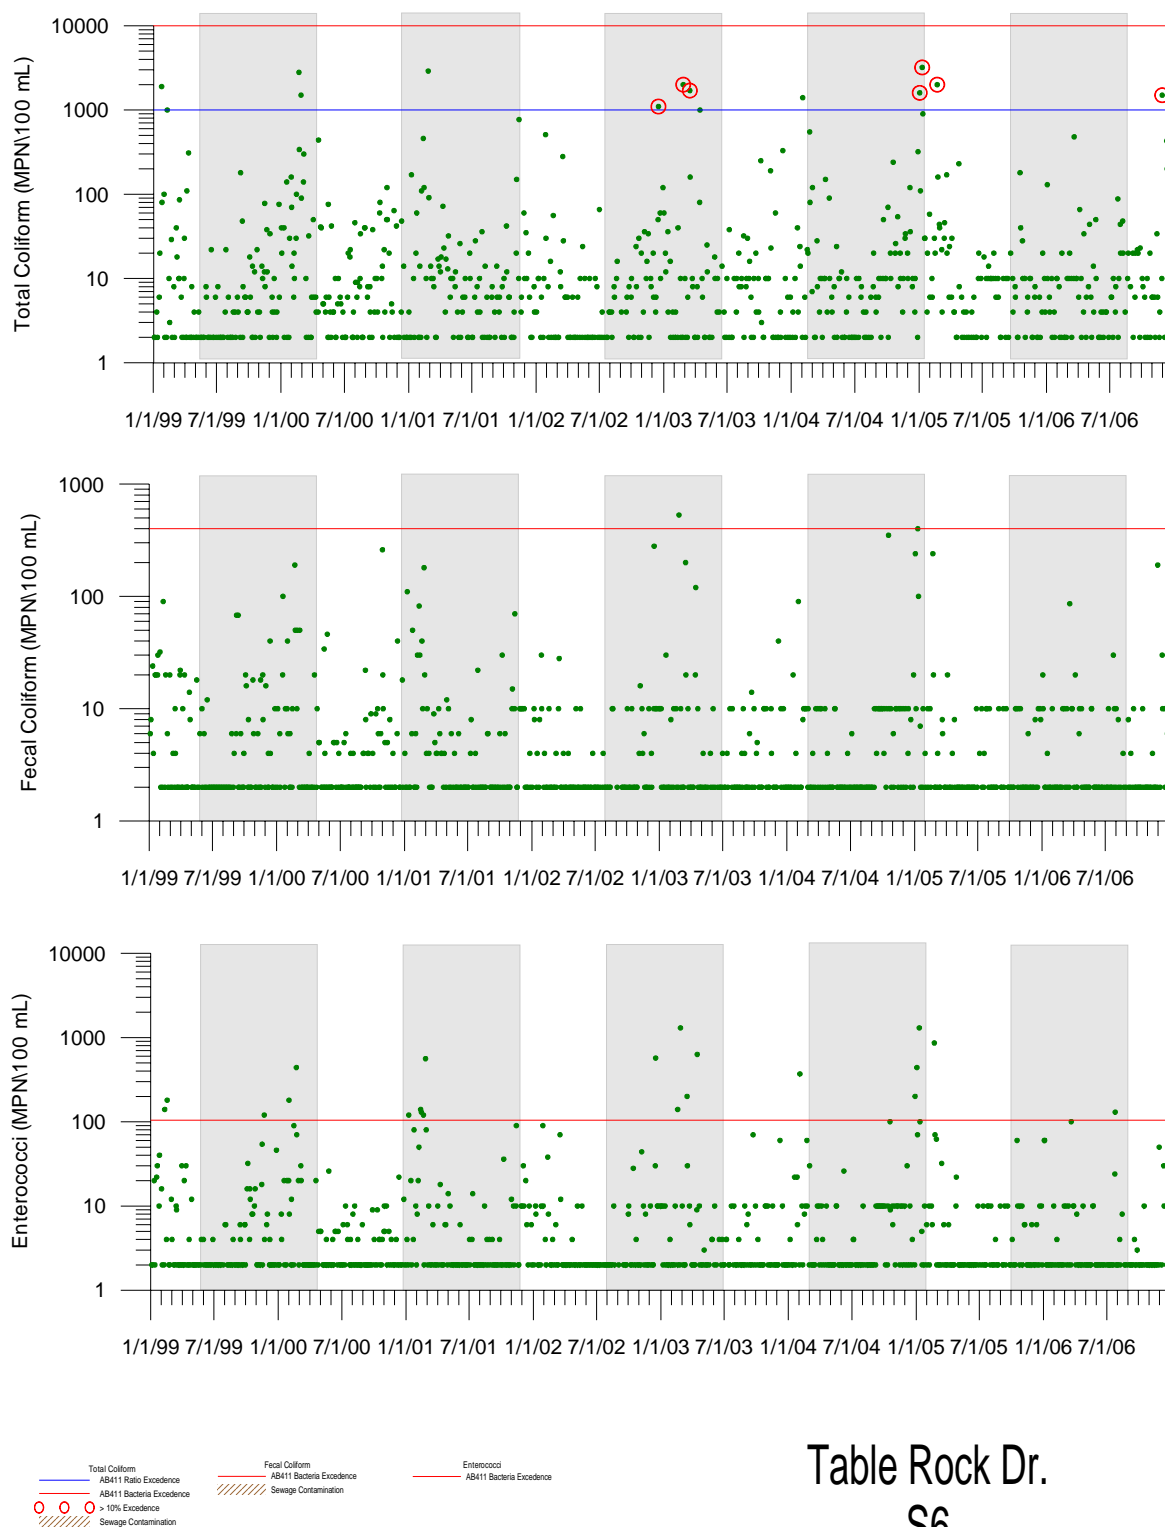 10000
1000
100
10
1
Total Coliform (MPN\100 mL)
1/1/99 7/1/99 1/1/00 7/1/00 1/1/01 7/1/01 1/1/02 7/1/02 1/1/03 7/1/03 1/1/04 7/1/04 1/1/05 7/1/05 1/1/06 7/1/06
1000
100
10
1
Fecal Coliform (MPN\100 mL)
1/1/99 7/1/99 1/1/00 7/1/00 1/1/01 7/1/01 1/1/02 7/1/02 1/1/03 7/1/03 1/1/04 7/1/04 1/1/05 7/1/05 1/1/06 7/1/06
10000
1000
100
10
1
Enterococci (MPN\100 mL)
1/1/99 7/1/99 1/1/00 7/1/00 1/1/01 7/1/01 1/1/02 7/1/02 1/1/03 7/1/03 1/1/04 7/1/04 1/1/05 7/1/05 1/1/06 7/1/06
Total Coliform
AB411 Ratio Excedence
AB411 Bacteria Excedence
> 10% Excedence
Sewage Contamination
Fecal Coliform
AB411 Bacteria Excedence
Sewage Contamination
Enterococci
AB411 Bacteria Excedence
Table Rock Dr.
S6